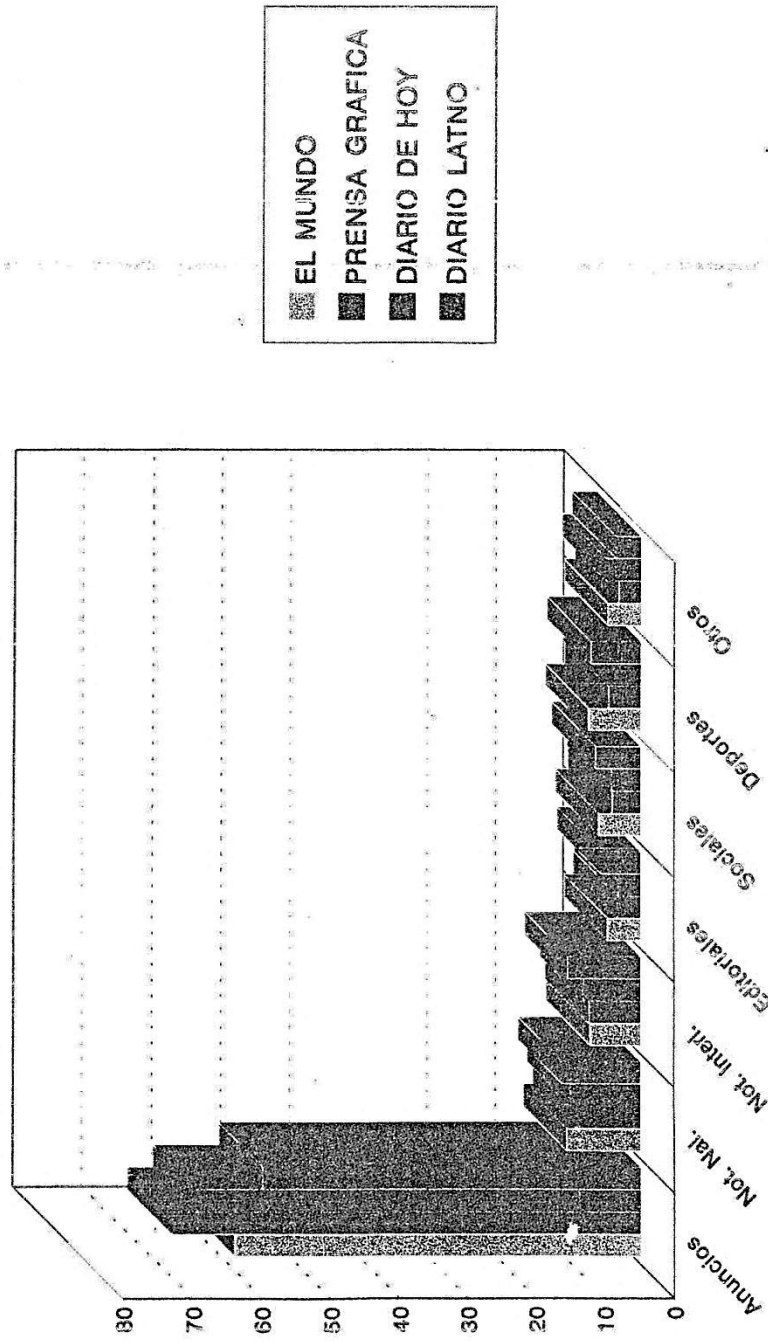 80
70
60
50
40
30
20
10
0
Anuncios
Not. Nal.
Not. Interl.
Editoriales
Sociales
Deportes
Otros
EL MUNDO
PRENSA GRAFICA
DIARIO DE HOY
DIARIO LATNO